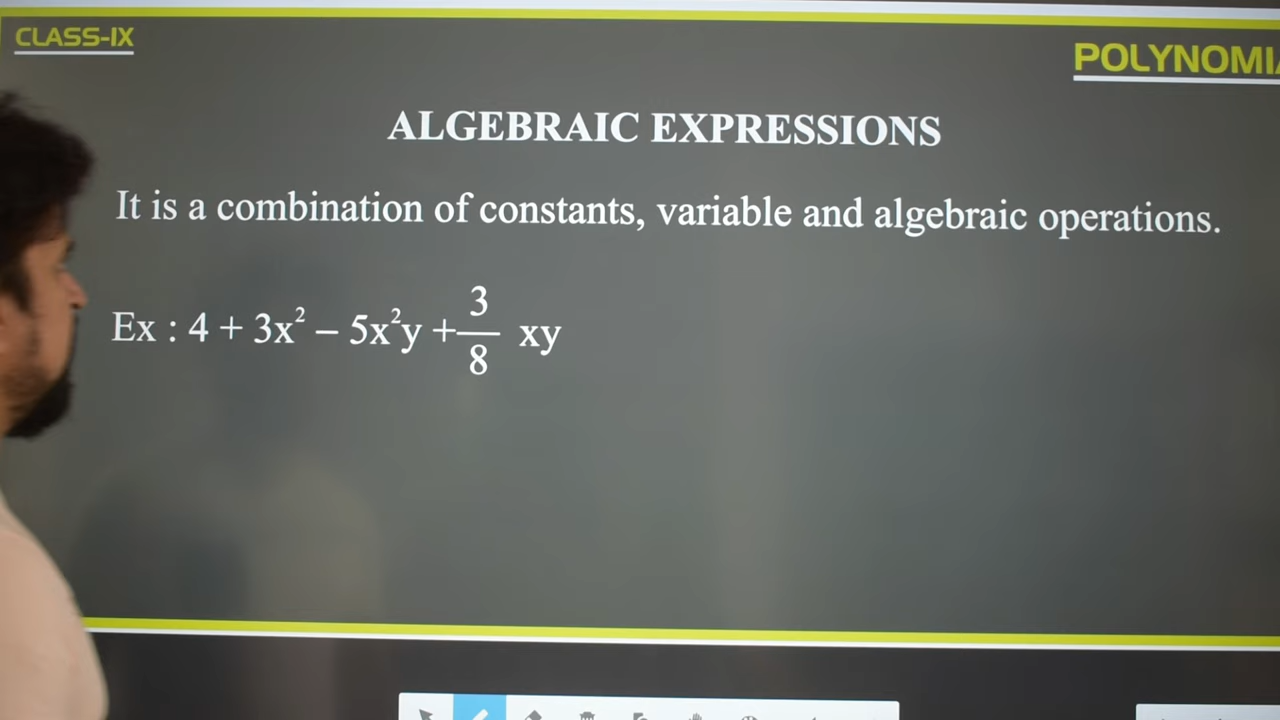 CLASS-IX
POLYNOMIA
ALGEBRAIC EXPRESSIONS
It is a combination of constants, variable and algebraic operations.
Ex : 4 + 3x² – 5x²y + 3/8 xy